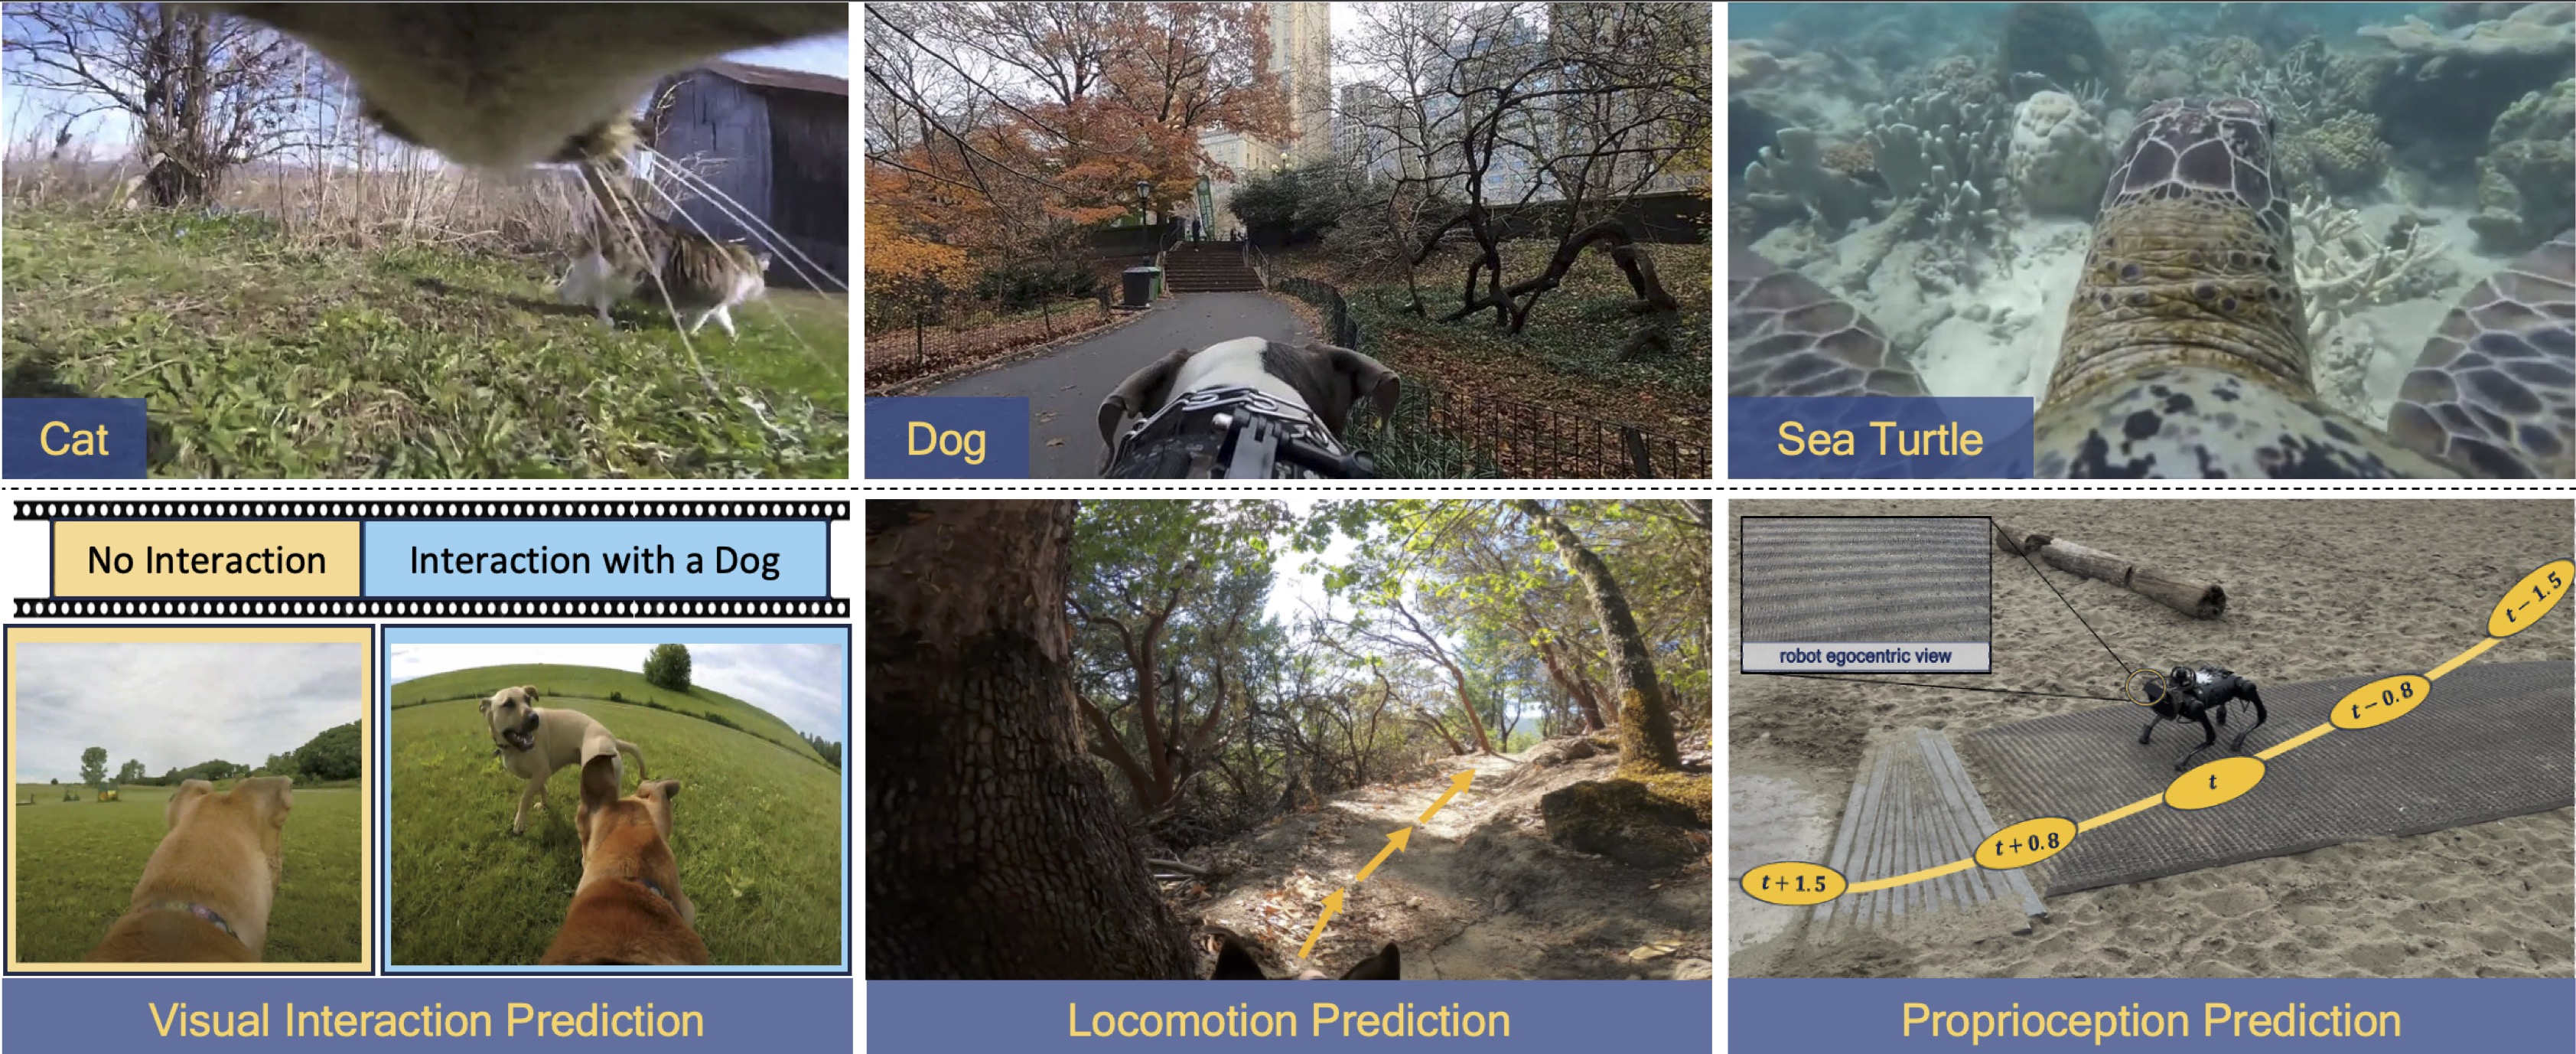 Cat
Dog
Sea Turtle
No Interaction
Interaction with a Dog
robot egocentric view
t − 1.5
t − 0.8
t
t + 0.8
t + 1.5
Visual Interaction Prediction
Locomotion Prediction
Proprioception Prediction